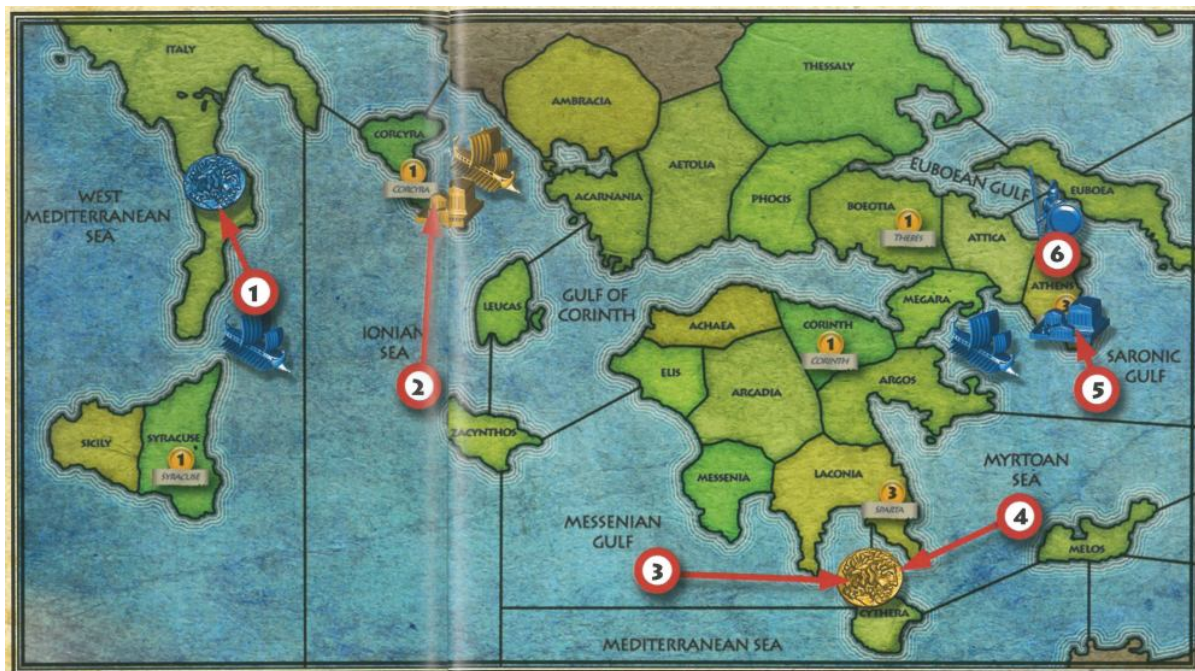 ITALY
THESSALY
AMBRACIA
CORCYRA
1
CORCYRA
AETOLIA
EUBOEAN GULF
EUBOEA
WEST
MEDITERRANEAN
SEA
ACARNANIA
PHOCIS
BOEOTIA
1
THEBES
ATTICA
6
1
ATHENS
3
LEUCAS
GULF OF
CORINTH
MEGARA
IONIAN
SEA
ACHAEA
CORINTH
1
CORINTH
SARONIC
GULF
2
ELIS
ARCADIA
ARGOS
5
SICILY
SYRACUSE
1
SYRACUSE
ZACYNTHOS
MESSENIA
LACONIA
3
SPARTA
MYRTOAN
SEA
4
MESSENIAN
GULF
3
MELOS
CYTHERA
MEDITERRANEAN SEA